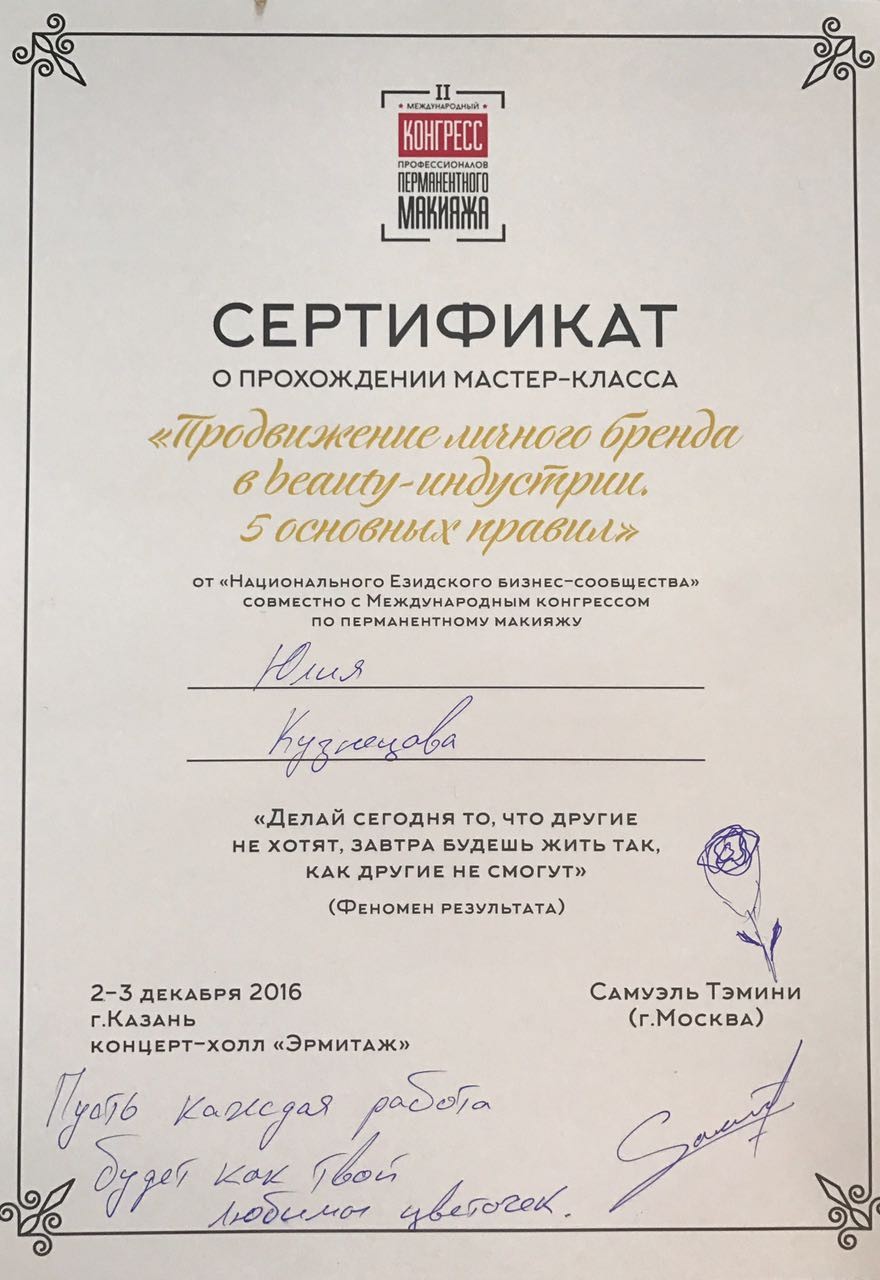 II
МЕЖДУНАРОДНЫЙ
КОНГРЕСС
ПРОФЕССИОНАЛОВ
ПЕРМАНЕНТНОГО
МАКИЯЖА
СЕРТИФИКАТ
О ПРОХОЖДЕНИИ МАСТЕР-КЛАССА
«Продвижение личного бренда
в beauty-индустрии.
5 основных правил»
от «Национального Езидского бизнес-сообщества»
совместно с Международным конгрессом
по перманентному макияжу
Юлия
Кузнецова
«Делай сегодня то, что другие
не хотят, завтра будешь жить так,
как другие не смогут»
(Феномен результата)
2-3 декабря 2016
г.Казань
концерт-холл «Эрмитаж»
Самуэль Тэмини
(г.Москва)
Пусть каждая работа
будет как твой
любимый цветочек.